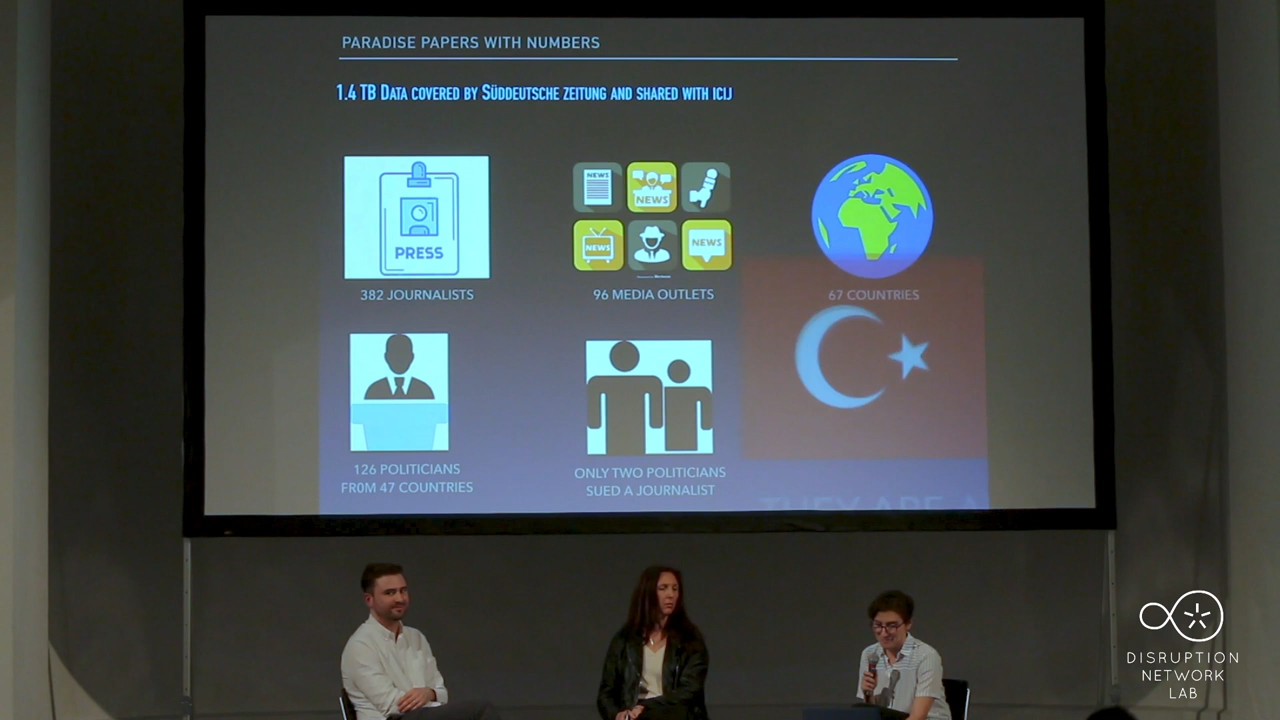 PARADISE PAPERS WITH NUMBERS
1.4 TB DATA COVERED BY SÜDDEUTSCHE ZEITUNG AND SHARED WITH ICIJ
PRESS
NEWS
NEWS
NEWS
NEWS
382 JOURNALISTS
96 MEDIA OUTLETS
67 COUNTRIES
126 POLITICIANS
FR0M 47 COUNTRIES
ONLY TWO POLITICIANS
SUED A JOURNALIST
THEY ARE A
DISRUPTION
NETWORK
LAB